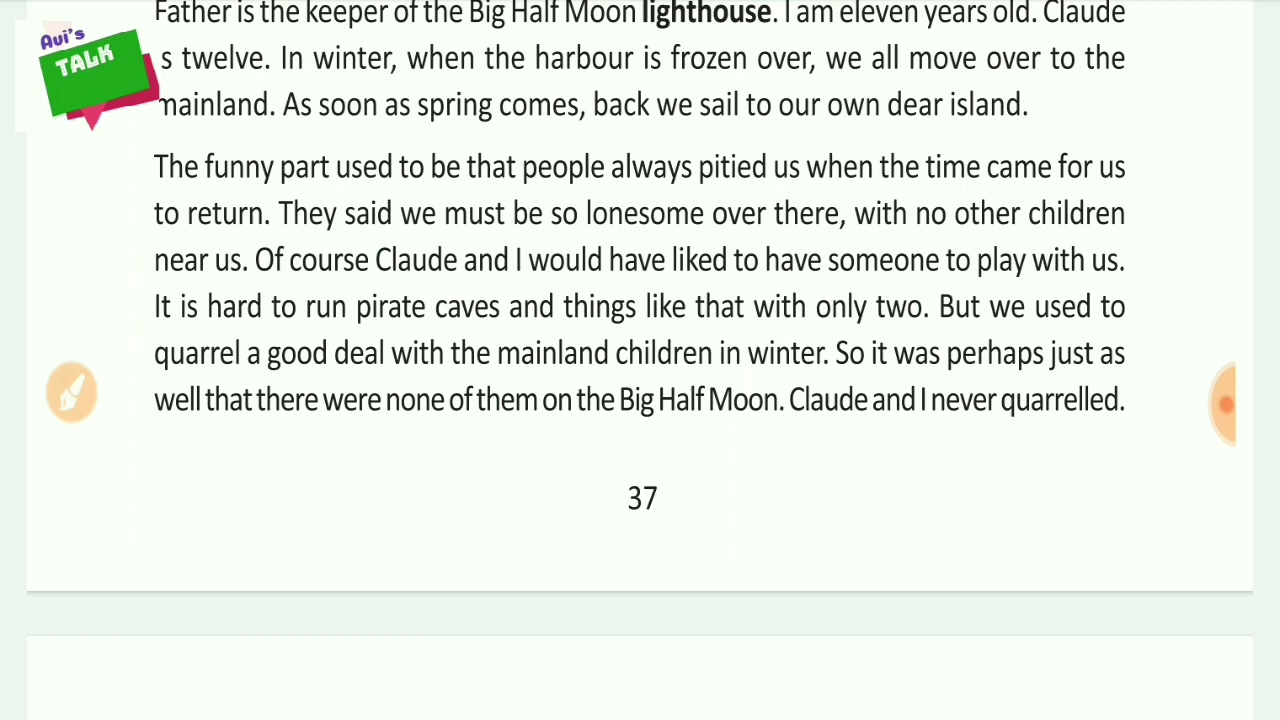 Avi's
TALK
Father is the keeper of the Big Half Moon lighthouse. I am eleven years old. Claude
s twelve. In winter, when the harbour is frozen over, we all move over to the
mainland. As soon as spring comes, back we sail to our own dear island.
The funny part used to be that people always pitied us when the time came for us
to return. They said we must be so lonesome over there, with no other children
near us. Of course Claude and I would have liked to have someone to play with us.
It is hard to run pirate caves and things like that with only two. But we used to
quarrel a good deal with the mainland children in winter. So it was perhaps just as
well that there were none of them on the Big Half Moon. Claude and I never quarrelled.
37